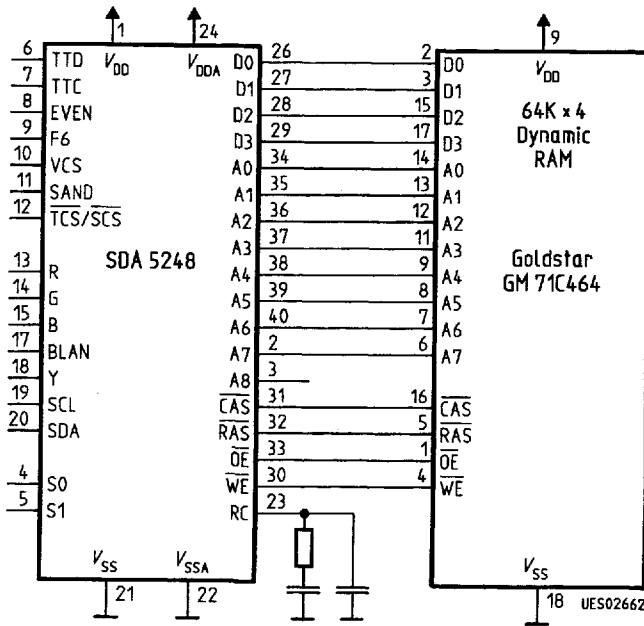 1
24
9
6 TTD
V_DD
V_DDA
D0 26
2 D0
V_DD
7 TTC
D1 27
3 D1
8 EVEN
D2 28
15 D2
64K x 4
Dynamic
RAM
9 F6
D3 29
17 D3
10 VCS
A0 34
14 A0
11 SAND
A1 35
13 A1
12 TCS/SCS
A2 36
12 A2
A3 37
11 A3
13 R
SDA 5248
A4 38
9 A4
Goldstar
GM 71C464
14 G
A5 39
8 A5
15 B
A6 40
7 A6
17 BLAN
A7 2
6 A7
18 Y
A8 3
19 SCL
CAS 31
16 CAS
20 SDA
RAS 32
5 RAS
OE 33
1 OE
4 S0
WE 30
4 WE
5 S1
RC 23
V_SS
V_SSA
V_SS
21
22
18
UES02662